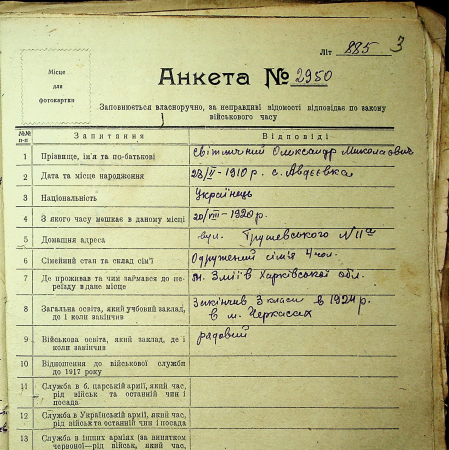 Літ 885 3
Місце
для
фотокартки
Анкета № 2950
Заповнюється власноручно, за неправдиві відомості відповідає по закону
військового часу
№№ п-п Запитання Відповіді
1 Прізвище, ім'я та по-батькові Світличний Олександр Миколаєвич
2 Дата та місце народження 23/V-1910 р. с. Авдєєвка
3 Національність Українець
4 З якого часу мешкає в даному місці 20/VIII-1920 р.
5 Домашня адреса вул. Грушевського N 11а
6 Сімейний стан та склад сім'ї Одружений сімія 4 чол.
7 Де проживав та чим займався до пе-
реїзду в дане місце м. Зміїв Харківської обл.
8 Загальна освіта, який учбовий заклад,
де і коли закінчив Закінчив 3 класи в 1924 р.
в м. Черкасах
9 Військова освіта, який заклад, де і
коли закінчив радовий
10 Відношення до військової служби
до 1917 року
11 Служба в б. царській армії, який час,
рід військ та останній чин і
посада
12 Служба в Українській армії, який час,
рід військ та останній чин і посада
13 Служба в інших арміях (за винятком
червоної—рід військ, який час,